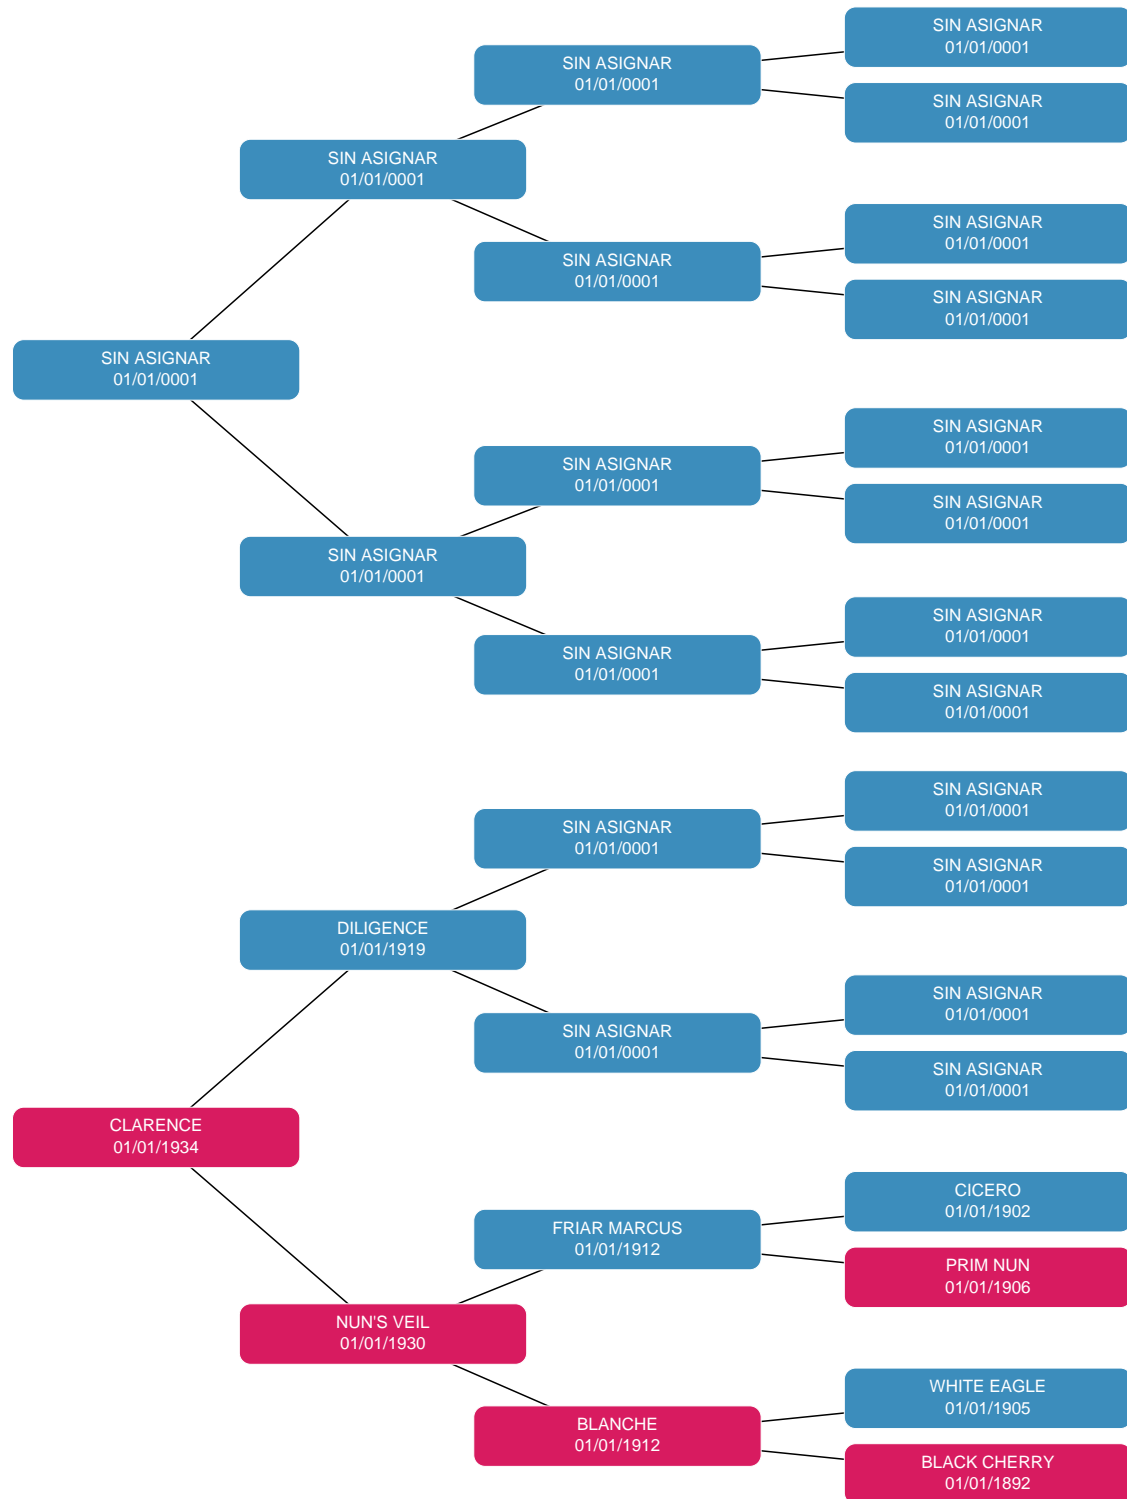 SIN ASIGNAR
01/01/0001
SIN ASIGNAR
01/01/0001
SIN ASIGNAR
01/01/0001
SIN ASIGNAR
01/01/0001
SIN ASIGNAR
01/01/0001
SIN ASIGNAR
01/01/0001
SIN ASIGNAR
01/01/0001
SIN ASIGNAR
01/01/0001
SIN ASIGNAR
01/01/0001
SIN ASIGNAR
01/01/0001
SIN ASIGNAR
01/01/0001
SIN ASIGNAR
01/01/0001
SIN ASIGNAR
01/01/0001
SIN ASIGNAR
01/01/0001
SIN ASIGNAR
01/01/0001
SIN ASIGNAR
01/01/0001
SIN ASIGNAR
01/01/0001
SIN ASIGNAR
01/01/0001
DILIGENCE
01/01/1919
SIN ASIGNAR
01/01/0001
SIN ASIGNAR
01/01/0001
SIN ASIGNAR
01/01/0001
CLARENCE
01/01/1934
CICERO
01/01/1902
FRIAR MARCUS
01/01/1912
PRIM NUN
01/01/1906
NUN'S VEIL
01/01/1930
WHITE EAGLE
01/01/1905
BLANCHE
01/01/1912
BLACK CHERRY
01/01/1892